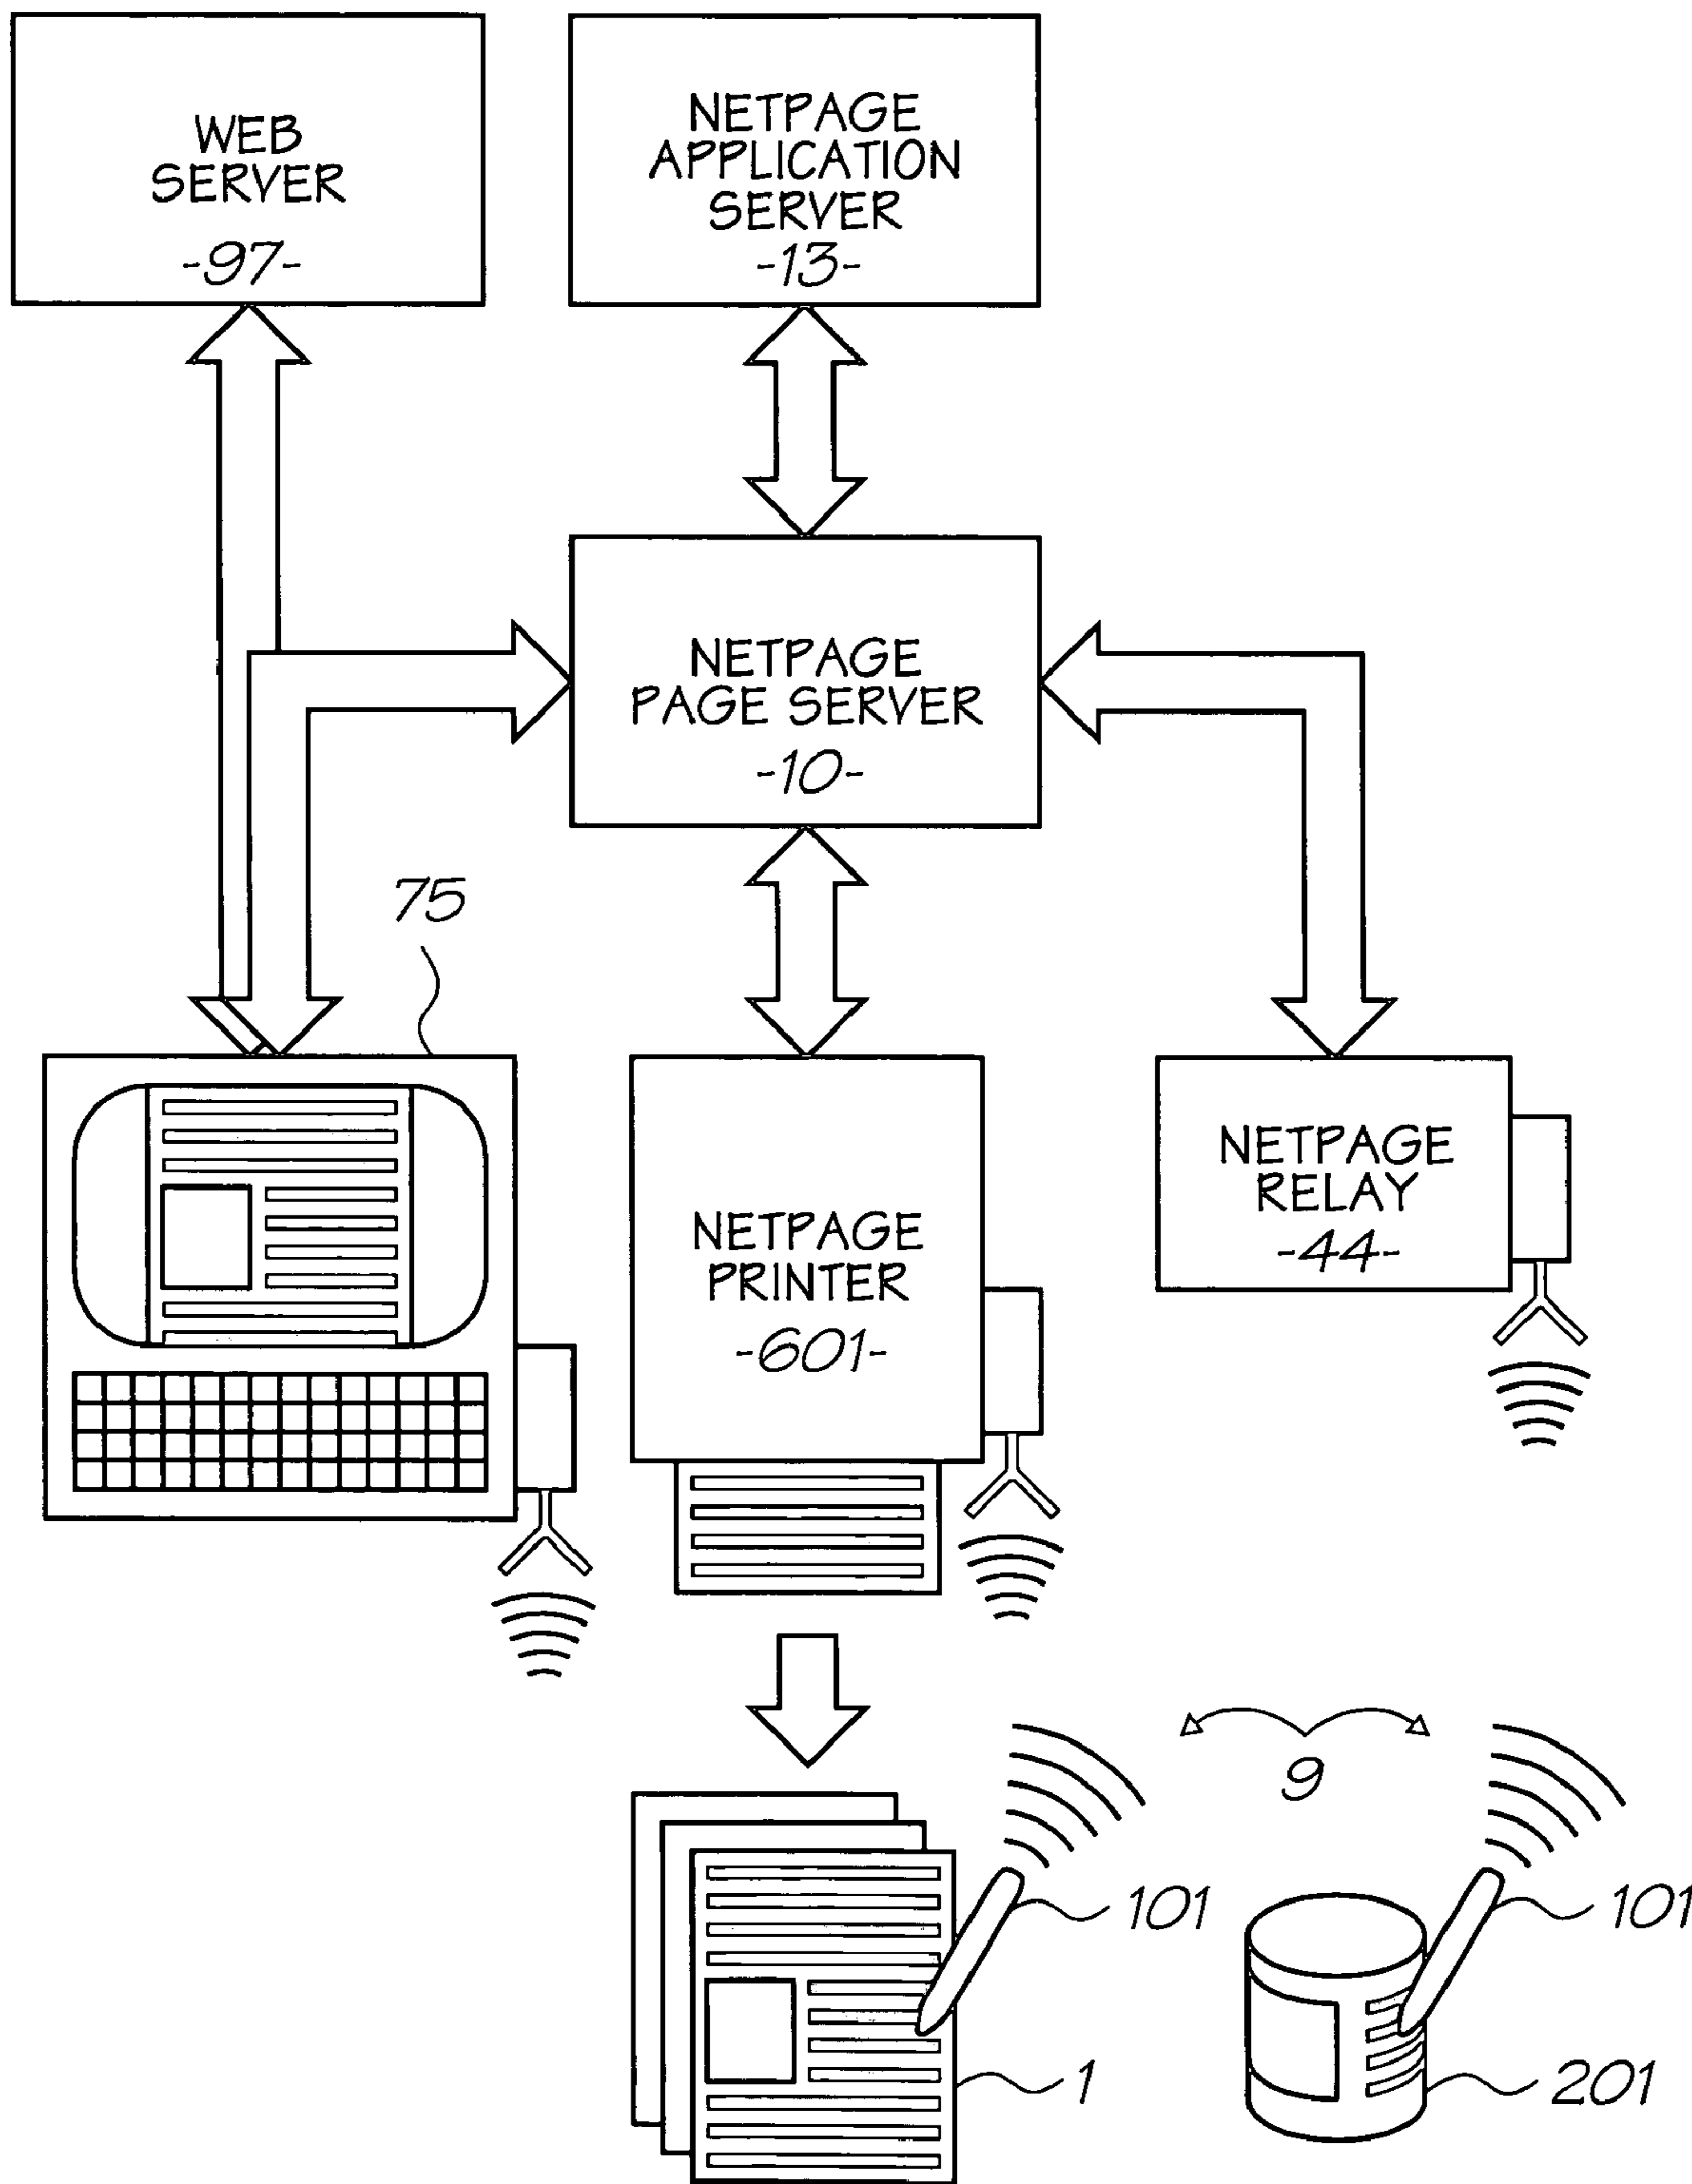 WEB
SERVER
-97-
NETPAGE
APPLICATION
SERVER
-13-
NETPAGE
PAGE SERVER
-10-
75
NETPAGE
PRINTER
-601-
NETPAGE
RELAY
-44-
9
101
101
1
201